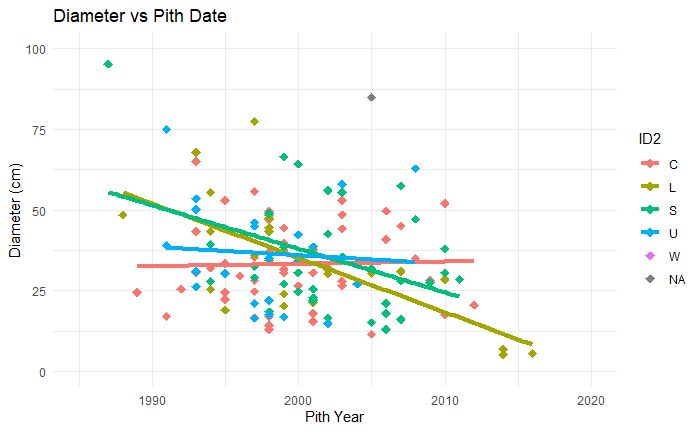 Diameter vs Pith Date
Diameter (cm)
100
75
50
25
0
1990
2000
2010
2020
Pith Year
ID2
C
L
S
U
W
NA